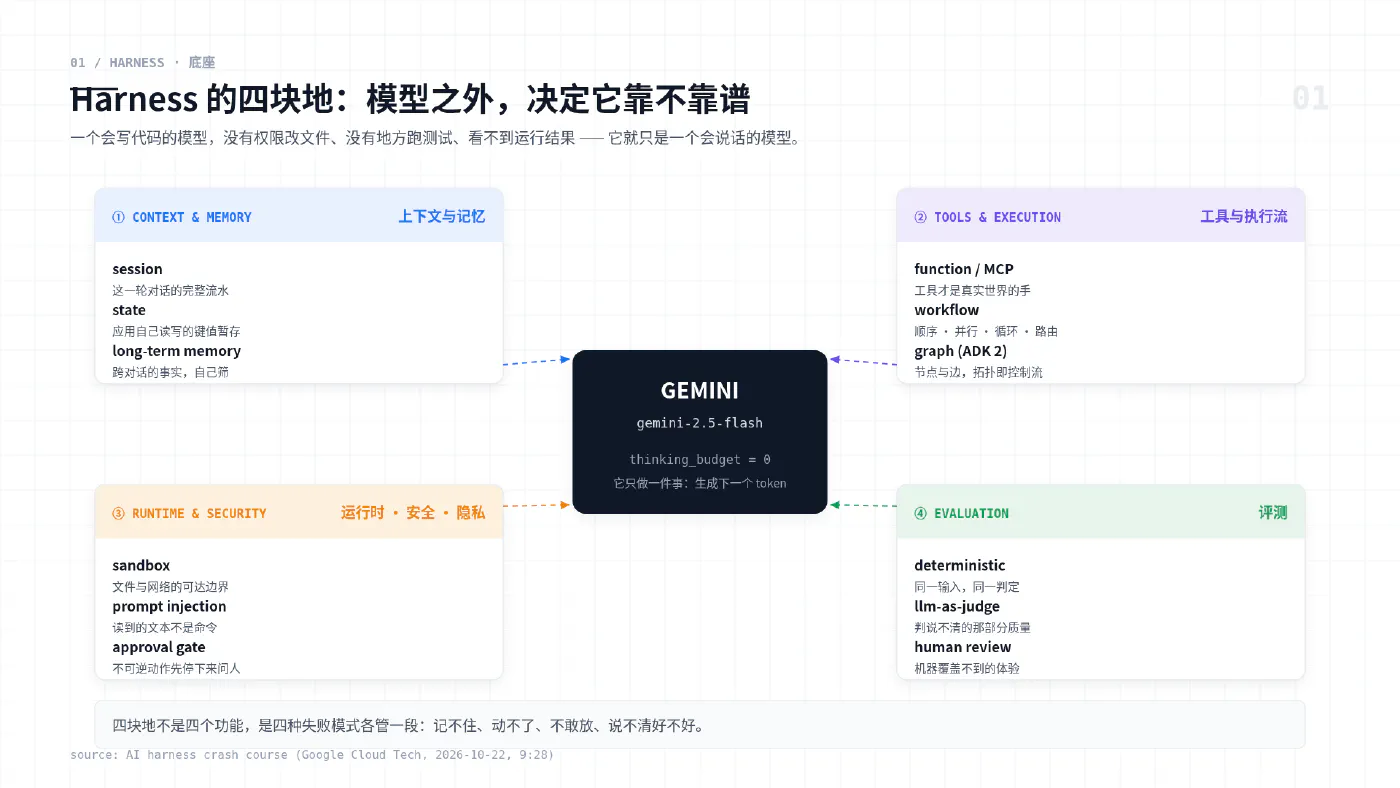 01 / HARNESS · 底座
Harness 的四块地：模型之外，决定它靠不靠谱
01
一个会写代码的模型，没有权限改文件、没有地方跑测试、看不到运行结果 —— 它就只是一个会说话的模型。
① CONTEXT & MEMORY 上下文与记忆
session
这一轮对话的完整流水
state
应用自己读写的键值暂存
long-term memory
跨对话的事实，自己筛
② TOOLS & EXECUTION 工具与执行流
function / MCP
工具才是真实世界的手
workflow
顺序 · 并行 · 循环 · 路由
graph (ADK 2)
节点与边，拓扑即控制流
GEMINI
gemini-2.5-flash
thinking_budget = 0
它只做一件事：生成下一个 token
③ RUNTIME & SECURITY 运行时 · 安全 · 隐私
sandbox
文件与网络的可达边界
prompt injection
读到的文本不是命令
approval gate
不可逆动作先停下来问人
④ EVALUATION 评测
deterministic
同一输入，同一判定
llm-as-judge
判说不清的那部分质量
human review
机器覆盖不到的体验
四块地不是四个功能，是四种失败模式各管一段：记不住、动不了、不敢放、说不清好不好。
source: AI harness crash course (Google Cloud Tech, 2026-10-22, 9:28)